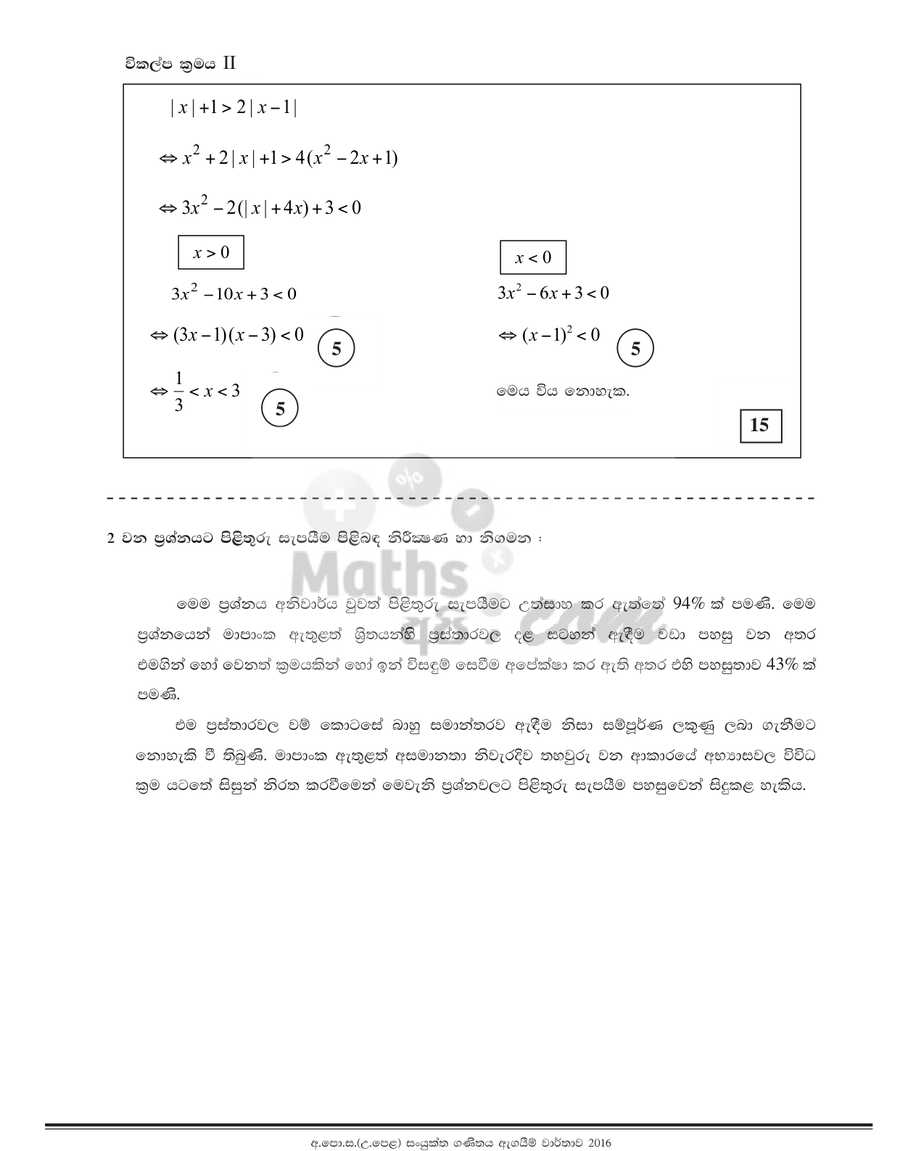 විකල්ප ක්‍රමය II
| x | +1 > 2 | x − 1 |
⇔ x² + 2 | x | +1 > 4(x² − 2x + 1)
⇔ 3x² − 2(| x | + 4x) + 3 < 0
x > 0
x < 0
3x² − 10x + 3 < 0
3x² − 6x + 3 < 0
⇔ (3x − 1)(x − 3) < 0 5
⇔ (x − 1)² < 0 5
⇔ 1/3 < x < 3 5
මෙය විය නොහැක.
15
2 වන ප්‍රශ්නයට පිළිතුරු සැපයීම පිළිබඳ නිරීක්‍ෂණ හා නිගමන :
Maths
අපි .com
මෙම ප්‍රශ්නය අනිවාර්ය වුවත් පිළිතුරු සැපයීමට උත්සාහ කර ඇත්තේ 94% ක් පමණි. මෙම
ප්‍රශ්නයෙන් මාපාංක ඇතුළත් ශ්‍රිතයන්හි ප්‍රස්තාරවල දළ සටහන් ඇඳීම වඩා පහසු වන අතර
එමගින් හෝ වෙනත් ක්‍රමයකින් හෝ ඉන් විසඳුම් සෙවීම අපේක්ෂා කර ඇති අතර එහි පහසුතාව 43% ක්
පමණි.
එම ප්‍රස්තාරවල වම් කොටසේ බාහු සමාන්තරව ඇඳීම නිසා සම්පූර්ණ ලකුණු ලබා ගැනීමට
නොහැකි වී තිබුණි. මාපාංක ඇතුළත් අසමානතා නිවැරදිව තහවුරු වන ආකාරයේ අභ්‍යාසවල විවිධ
ක්‍රම යටතේ සිසුන් නිරත කරවීමෙන් මෙවැනි ප්‍රශ්නවලට පිළිතුරු සැපයීම පහසුවෙන් සිදුකළ හැකිය.
අ.පො.ස.(උ.පෙළ) සංයුක්ත ගණිතය ඇගයීම් වාර්තාව 2016